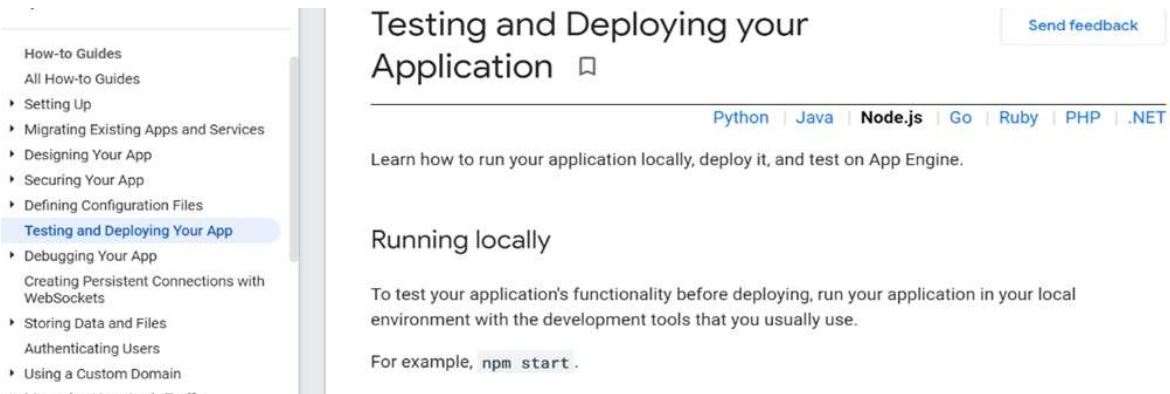 How-to Guides
All How-to Guides
Setting Up
Migrating Existing Apps and Services
Designing Your App
Securing Your App
Defining Configuration Files
Testing and Deploying Your App
Debugging Your App
Creating Persistent Connections with
WebSockets
Storing Data and Files
Authenticating Users
Using a Custom Domain
Testing and Deploying your
Application
Send feedback
Python | Java | Node.js | Go | Ruby | PHP | .NET
Learn how to run your application locally, deploy it, and test on App Engine.
Running locally
To test your application's functionality before deploying, run your application in your local
environment with the development tools that you usually use.
For example, npm start.